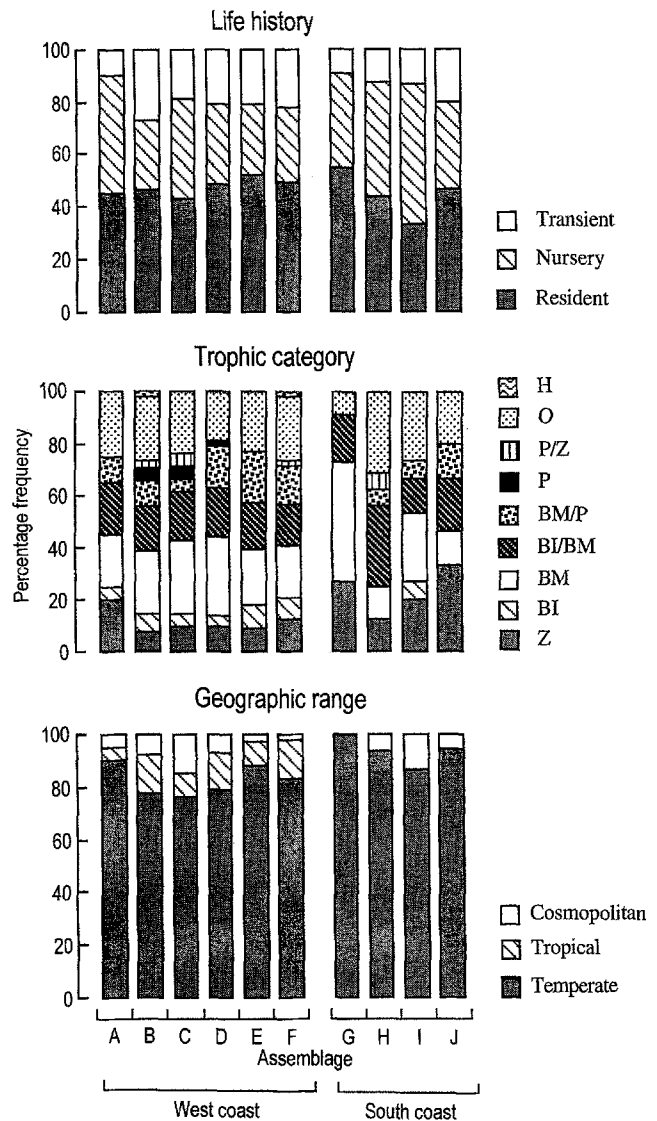 Life history
100
80
60
40
20
0
Transient
Nursery
Resident
Trophic category
Percentage frequency
100
80
60
40
20
0
H
O
P/Z
P
BM/P
BI/BM
BM
BI
Z
Geographic range
100
80
60
40
20
0
Cosmopolitan
Tropical
Temperate
A B C D E F G H I J
Assemblage
West coast South coast